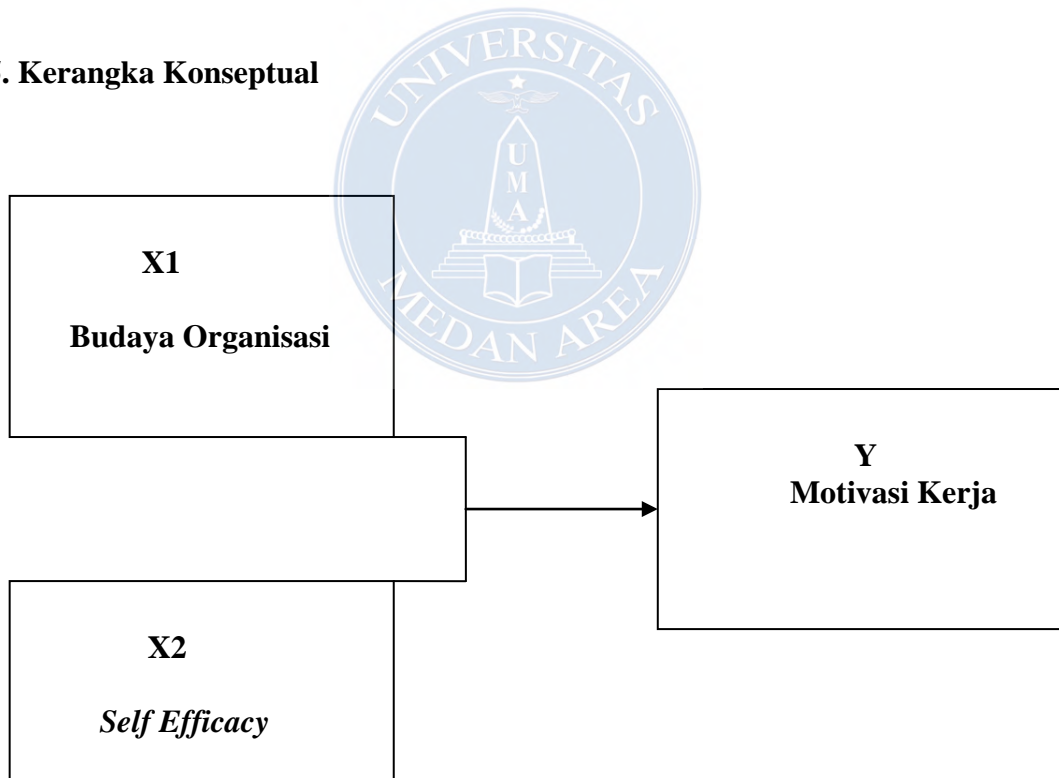 . Kerangka Konseptual
UNIVERSITAS
U
M
A
MEDAN AREA
X1
Budaya Organisasi
Y
Motivasi Kerja
X2
Self Efficacy